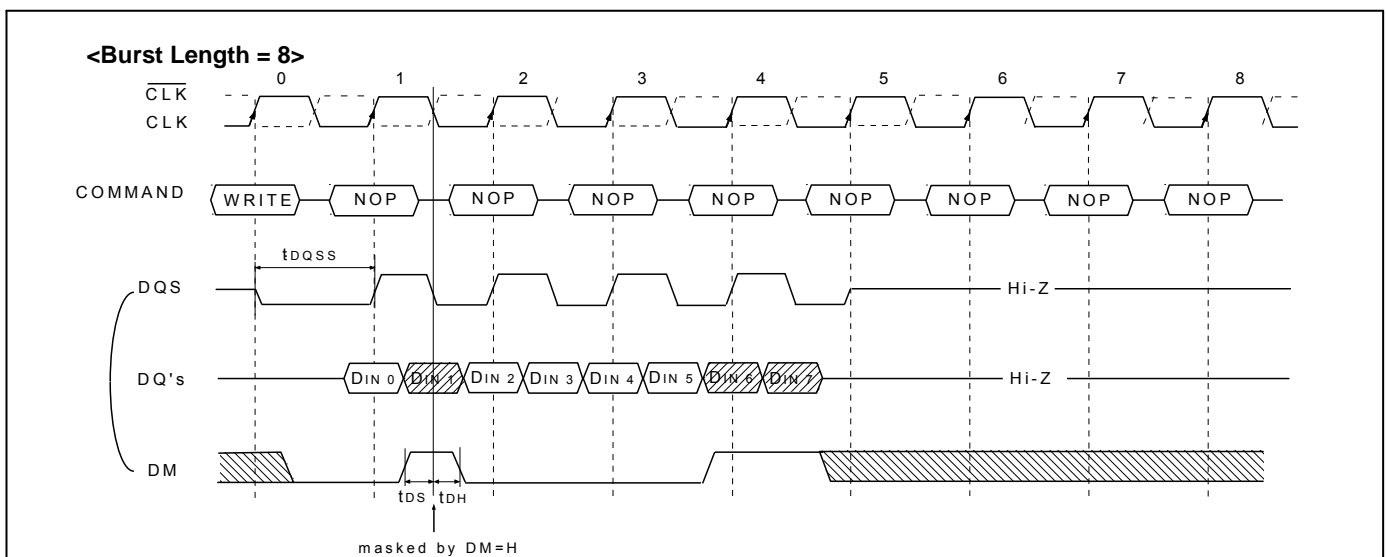 <Burst Length = 8>
0 1 2 3 4 5 6 7 8
CLK
CLK
COMMAND WRITE NOP NOP NOP NOP NOP NOP NOP NOP
tDQSS
DQS Hi-Z
DQ's DIN 0 DIN 1 DIN 2 DIN 3 DIN 4 DIN 5 DIN 6 DIN 7 Hi-Z
DM
tDS tDH
masked by DM=H